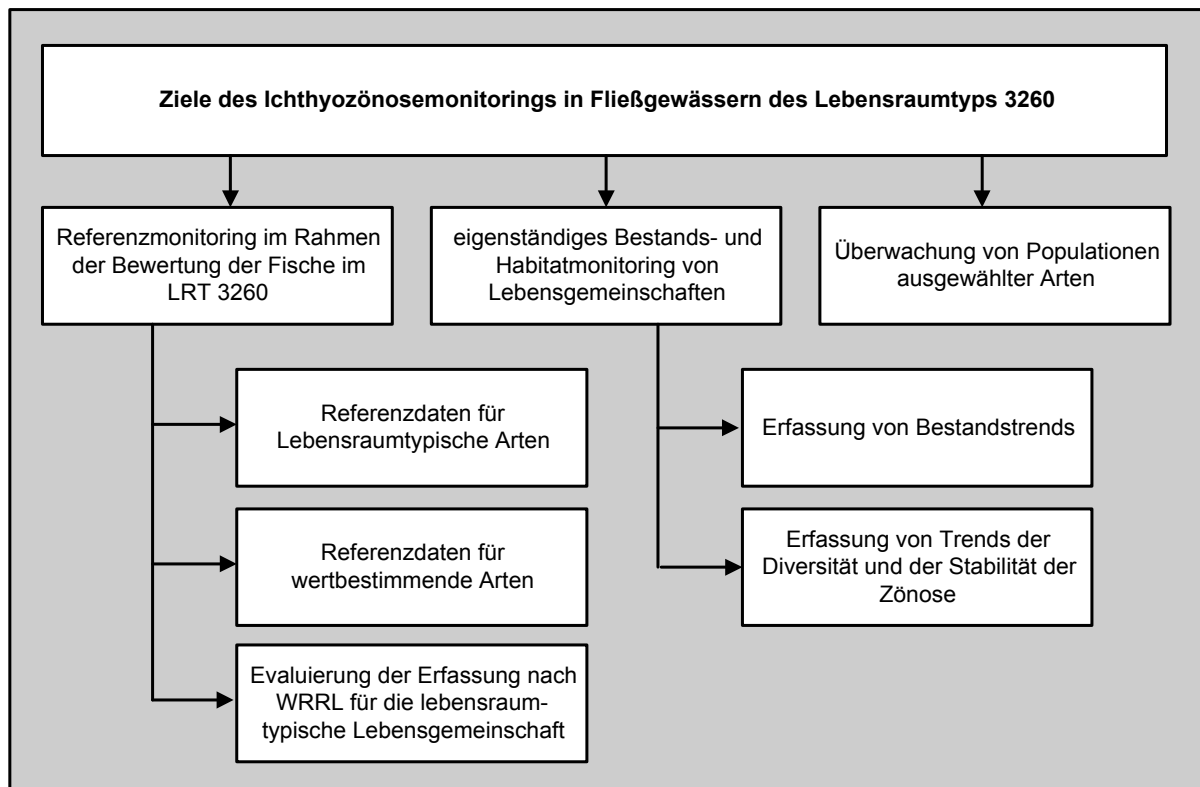 Ziele des Ichthyozönosemonitorings in Fließgewässern des Lebensraumtyps 3260
Referenzmonitoring im Rahmen
der Bewertung der Fische im
LRT 3260
eigenständiges Bestands- und
Habitatmonitoring von
Lebensgemeinschaften
Überwachung von Populationen
ausgewählter Arten
Referenzdaten für
Lebensraumtypische Arten
Referenzdaten für
wertbestimmende Arten
Evaluierung der Erfassung nach
WRRL für die lebensraum-
typische Lebensgemeinschaft
Erfassung von Bestandstrends
Erfassung von Trends der
Diversität und der Stabilität der
Zönose